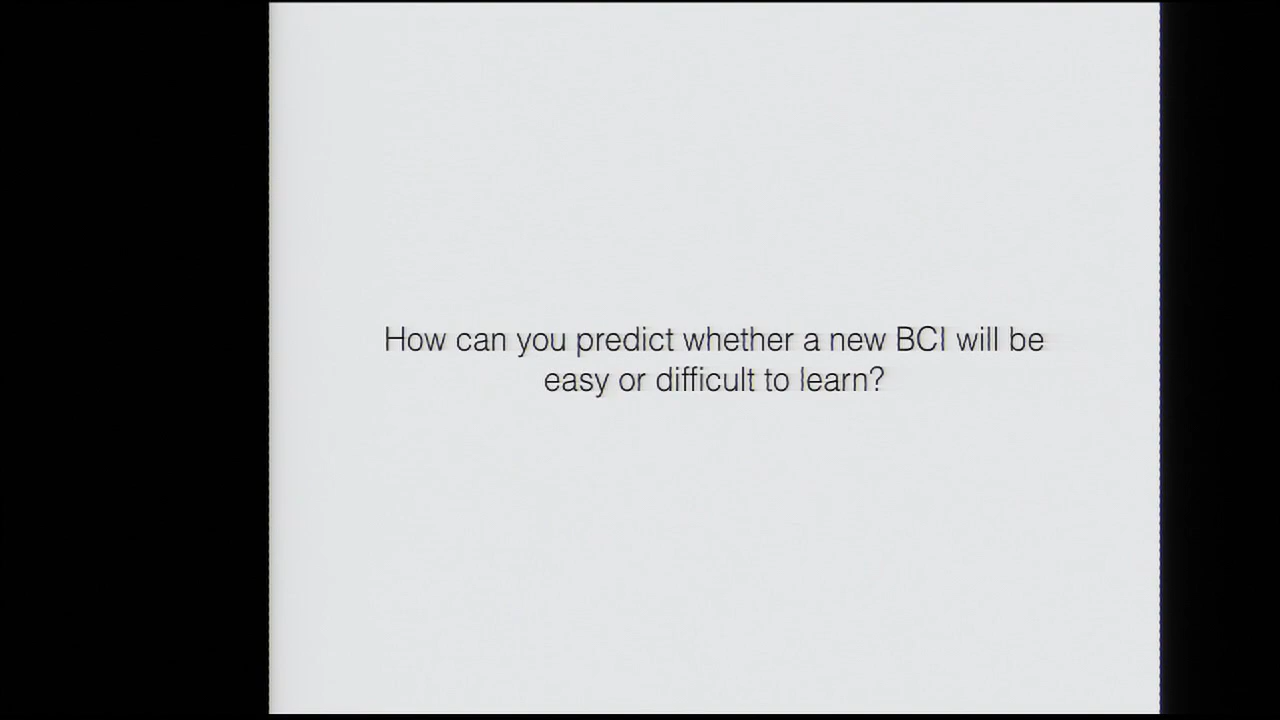 How can you predict whether a new BCI will be
easy or difficult to learn?